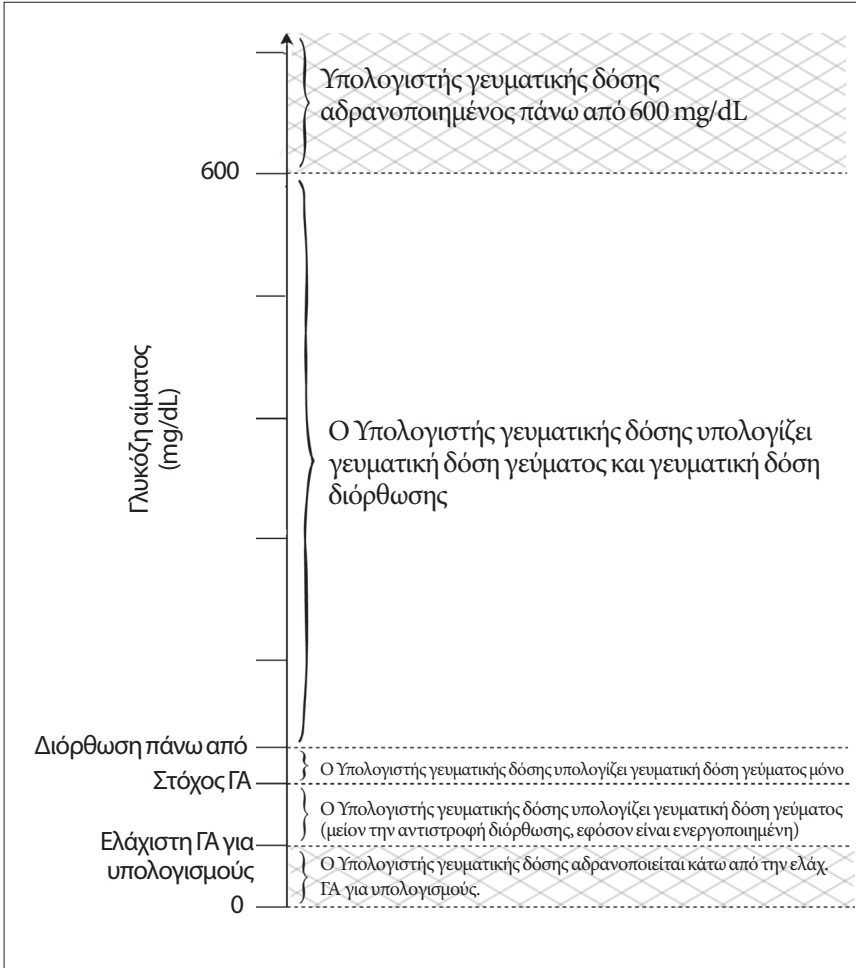 Υπολογιστής γευματικής δόσης
αδρανοποιημένος πάνω από 600 mg/dL
600
Γλυκόζη αίματος
(mg/dL)
Ο Υπολογιστής γευματικής δόσης υπολογίζει
γευματική δόση γεύματος και γευματική δόση
διόρθωσης
Διόρθωση πάνω από
Ο Υπολογιστής γευματικής δόσης υπολογίζει γευματική δόση γεύματος μόνο
Στόχος ΓΑ
Ο Υπολογιστής γευματικής δόσης υπολογίζει γευματική δόση γεύματος
(μείον την αντιστροφή διόρθωσης, εφόσον είναι ενεργοποιημένη)
Ελάχιστη ΓΑ για
υπολογισμούς
Ο Υπολογιστής γευματικής δόσης αδρανοποιείται κάτω από την ελάχ.
ΓΑ για υπολογισμούς.
0